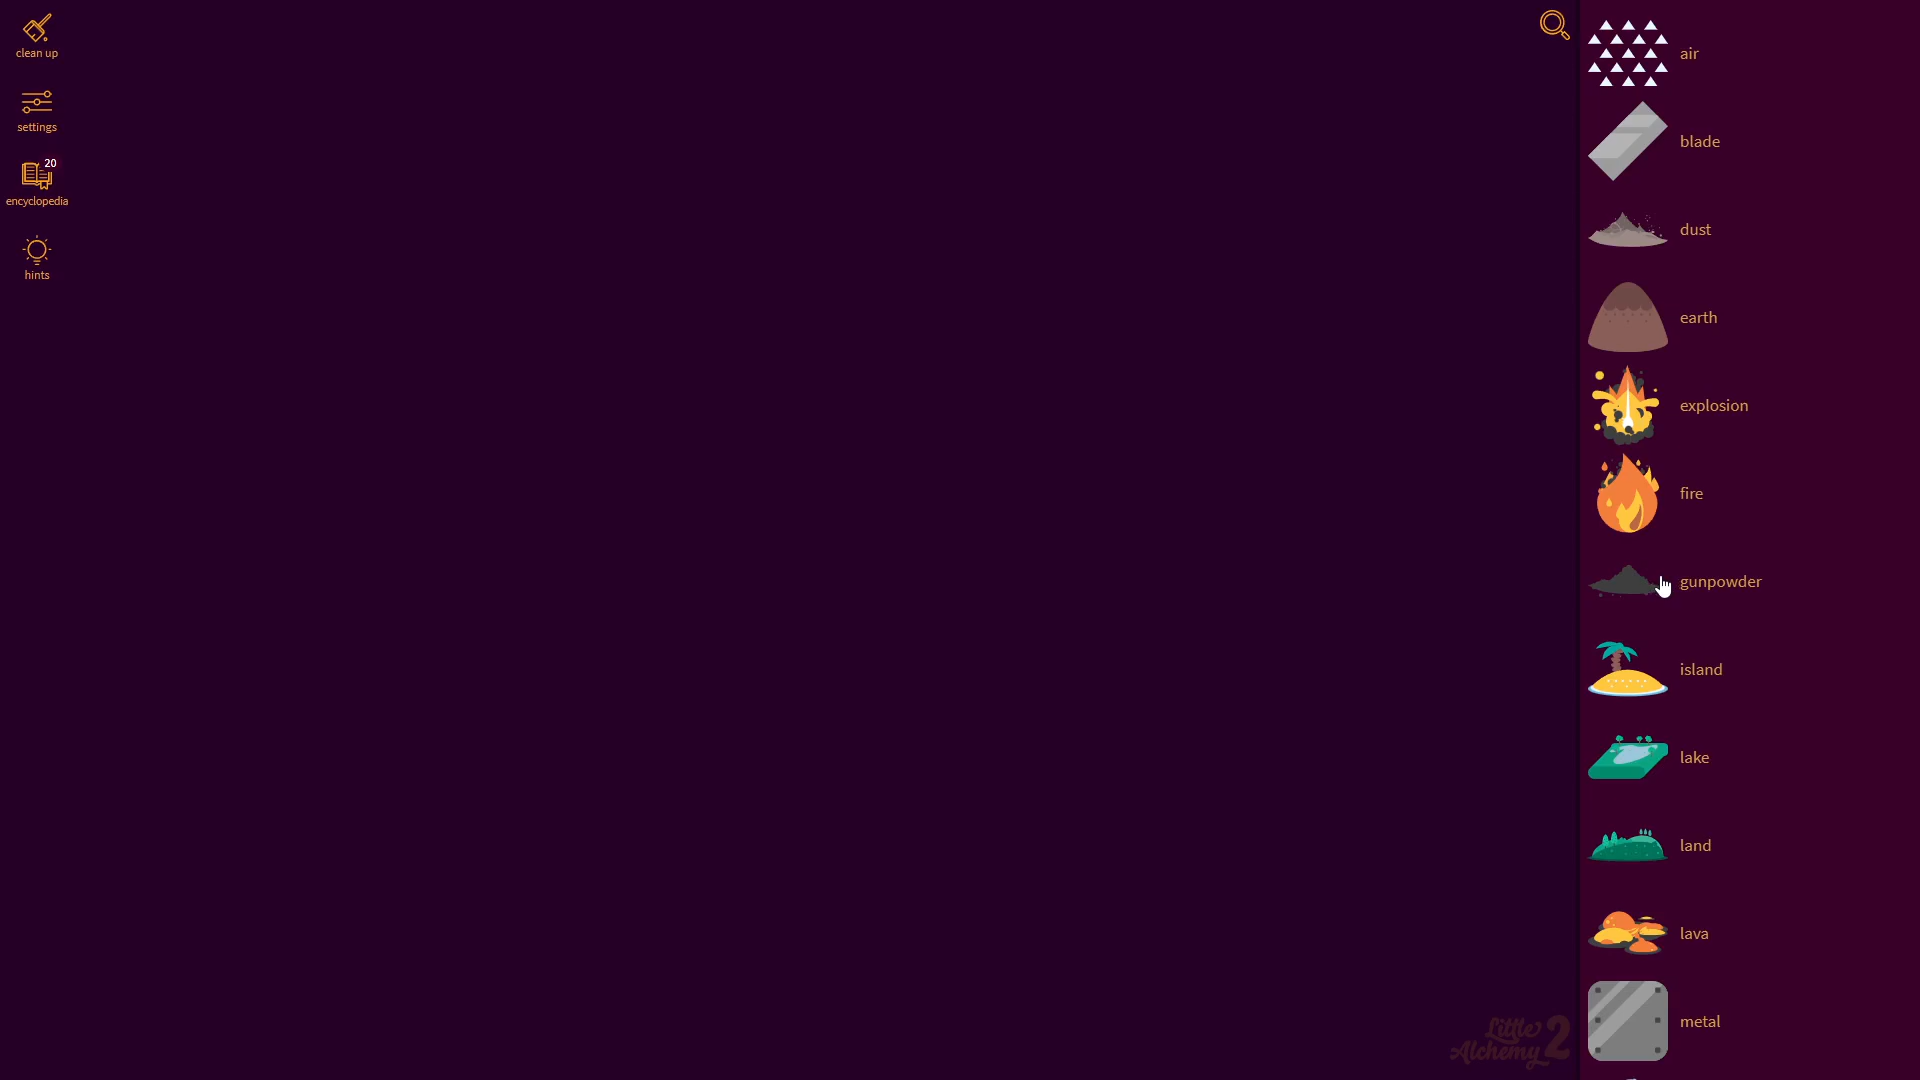 clean up
settings
20
encyclopedia
hints
air
blade
dust
earth
explosion
fire
gunpowder
island
lake
land
lava
metal
Little
Alchemy 2